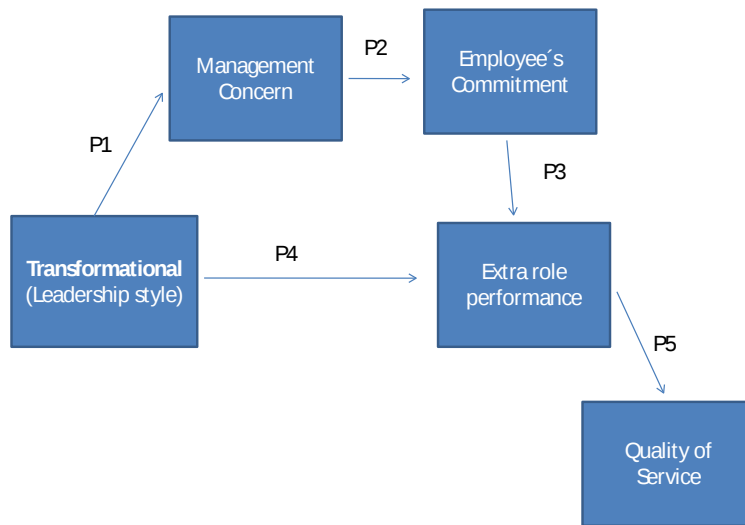 P2
Management
Concern
Employee´s
Commitment
P1
P3
Transformational
(Leadership style)
P4
Extra role
performance
P5
Quality of
Service